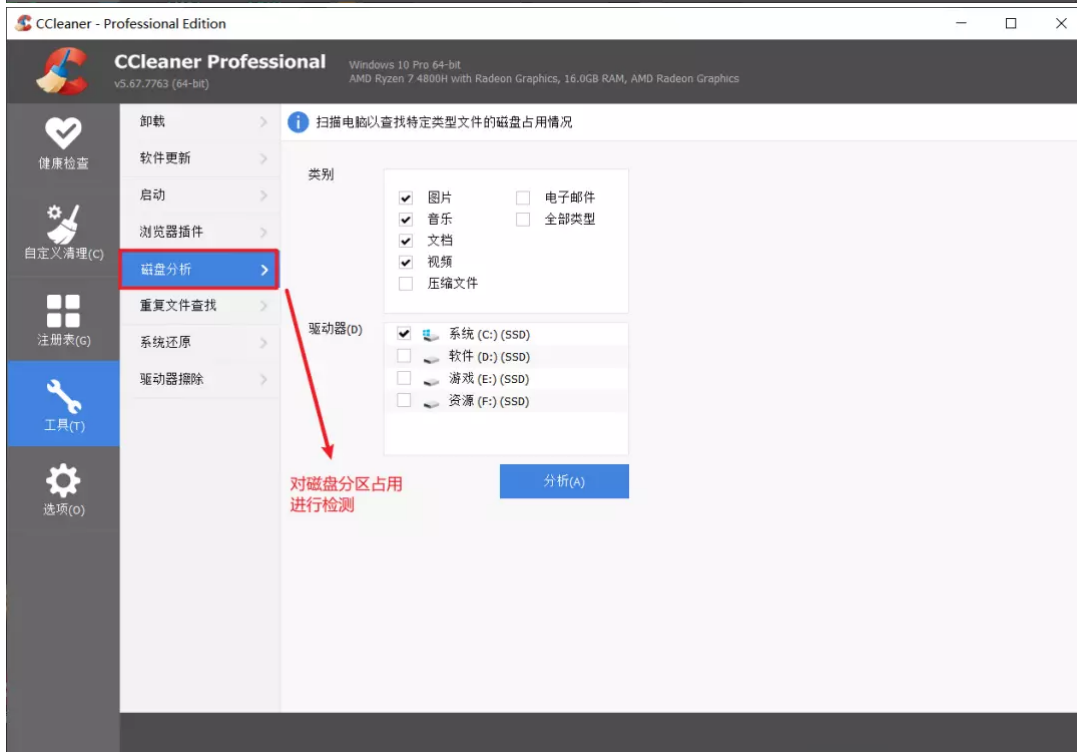 CCleaner - Professional Edition
CCleaner Professional
v5.67.7763 (64-bit)
Windows 10 Pro 64-bit
AMD Ryzen 7 4800H with Radeon Graphics, 16.0GB RAM, AMD Radeon Graphics
健康检查
自定义清理(C)
注册表(G)
工具(T)
选项(O)
卸载
软件更新
启动
浏览器插件
磁盘分析
重复文件查找
系统还原
驱动器擦除
扫描电脑以查找特定类型文件的磁盘占用情况
类别
图片
电子邮件
音乐
全部类型
文档
视频
压缩文件
驱动器(D)
系统 (C:) (SSD)
软件 (D:) (SSD)
游戏 (E:) (SSD)
资源 (F:) (SSD)
分析(A)
对磁盘分区占用
进行检测